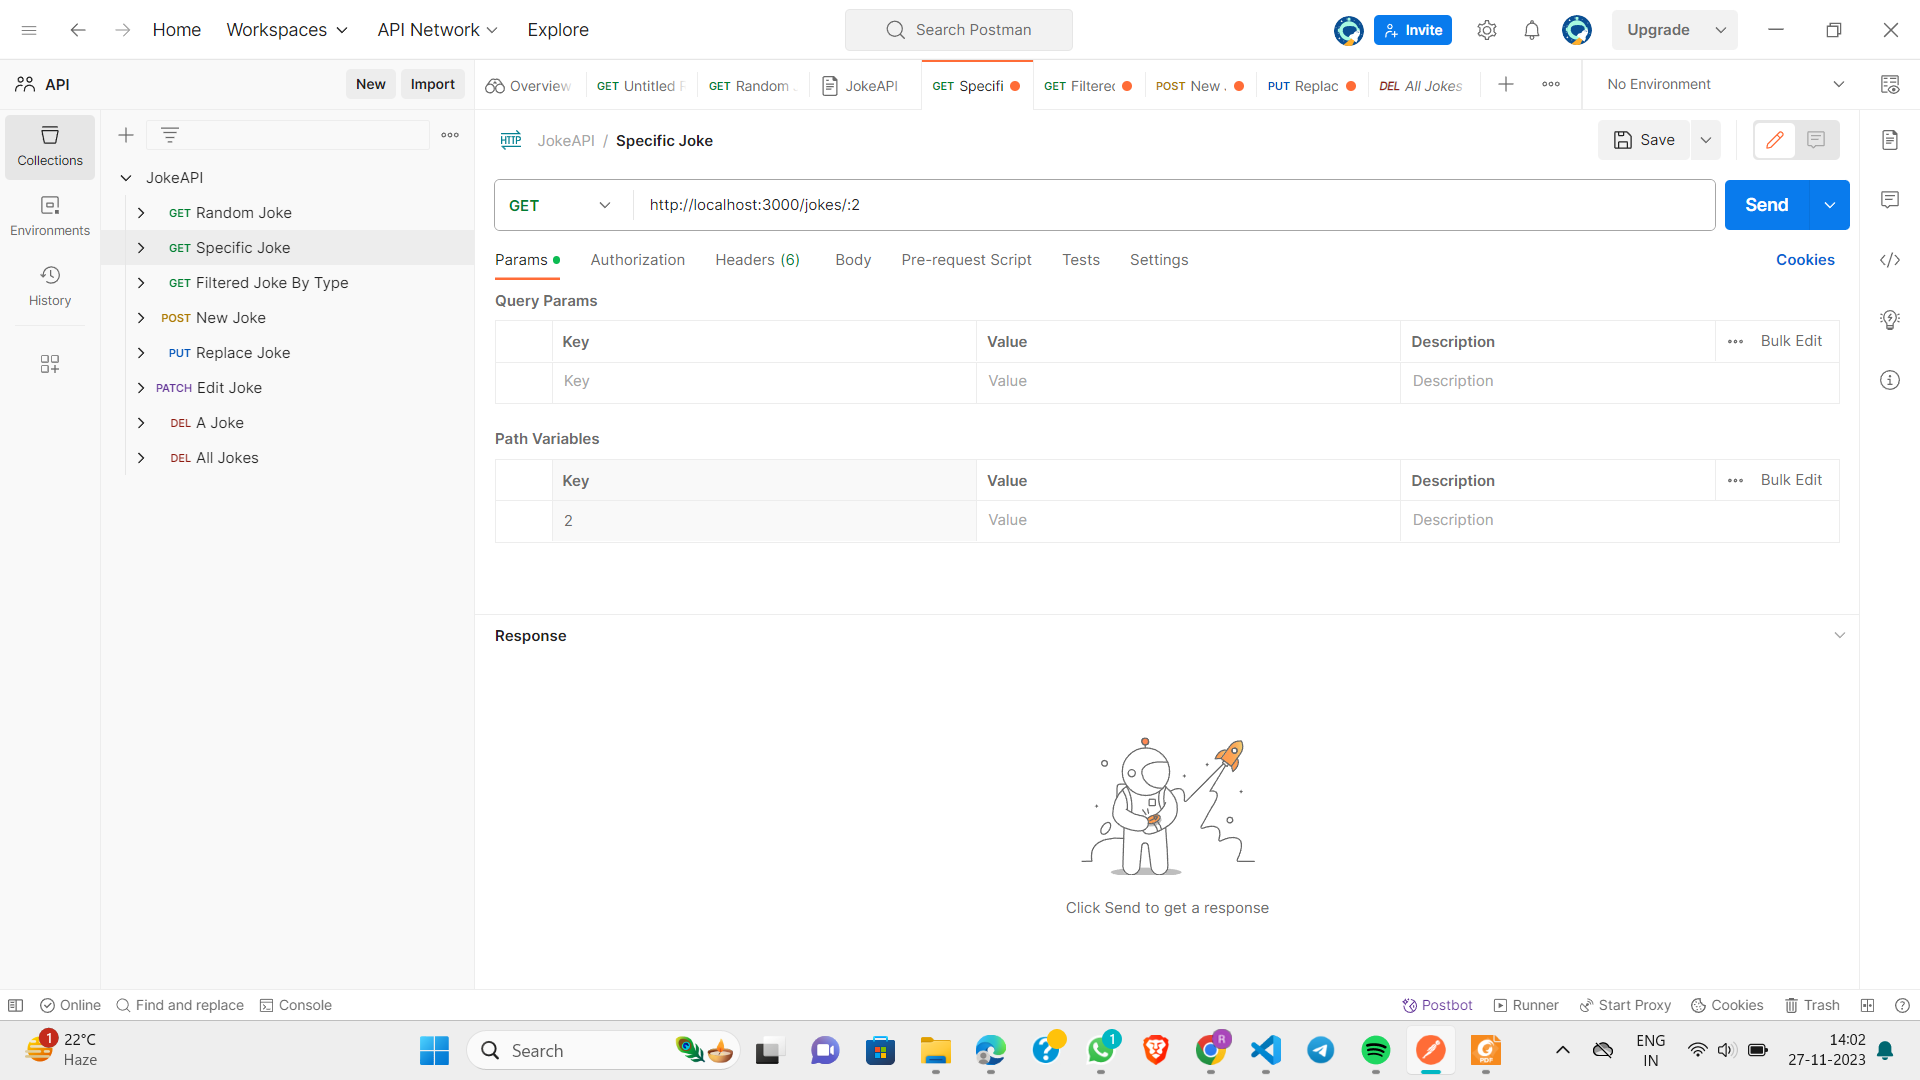 Home Workspaces API Network Explore Search Postman Invite Upgrade
API New Import Overview GET Untitled GET Random JokeAPI GET Specifi GET Filtered POST New PUT Replac DEL All Jokes No Environment
JokeAPI / Specific Joke Save
Collections
Environments
History
JokeAPI
GET Random Joke
GET Specific Joke
GET Filtered Joke By Type
POST New Joke
PUT Replace Joke
PATCH Edit Joke
DEL A Joke
DEL All Jokes
HTTP
GET http://localhost:3000/jokes/:2 Send
Params Authorization Headers (6) Body Pre-request Script Tests Settings Cookies
Query Params
Key Value Description Bulk Edit
Key Value Description
Path Variables
Key Value Description Bulk Edit
2 Value Description
Response
Click Send to get a response
Online Find and replace Console Postbot Runner Start Proxy Cookies Trash
1 22°C
Haze
Search
1
R
PDF
ENG
IN
14:02
27-11-2023